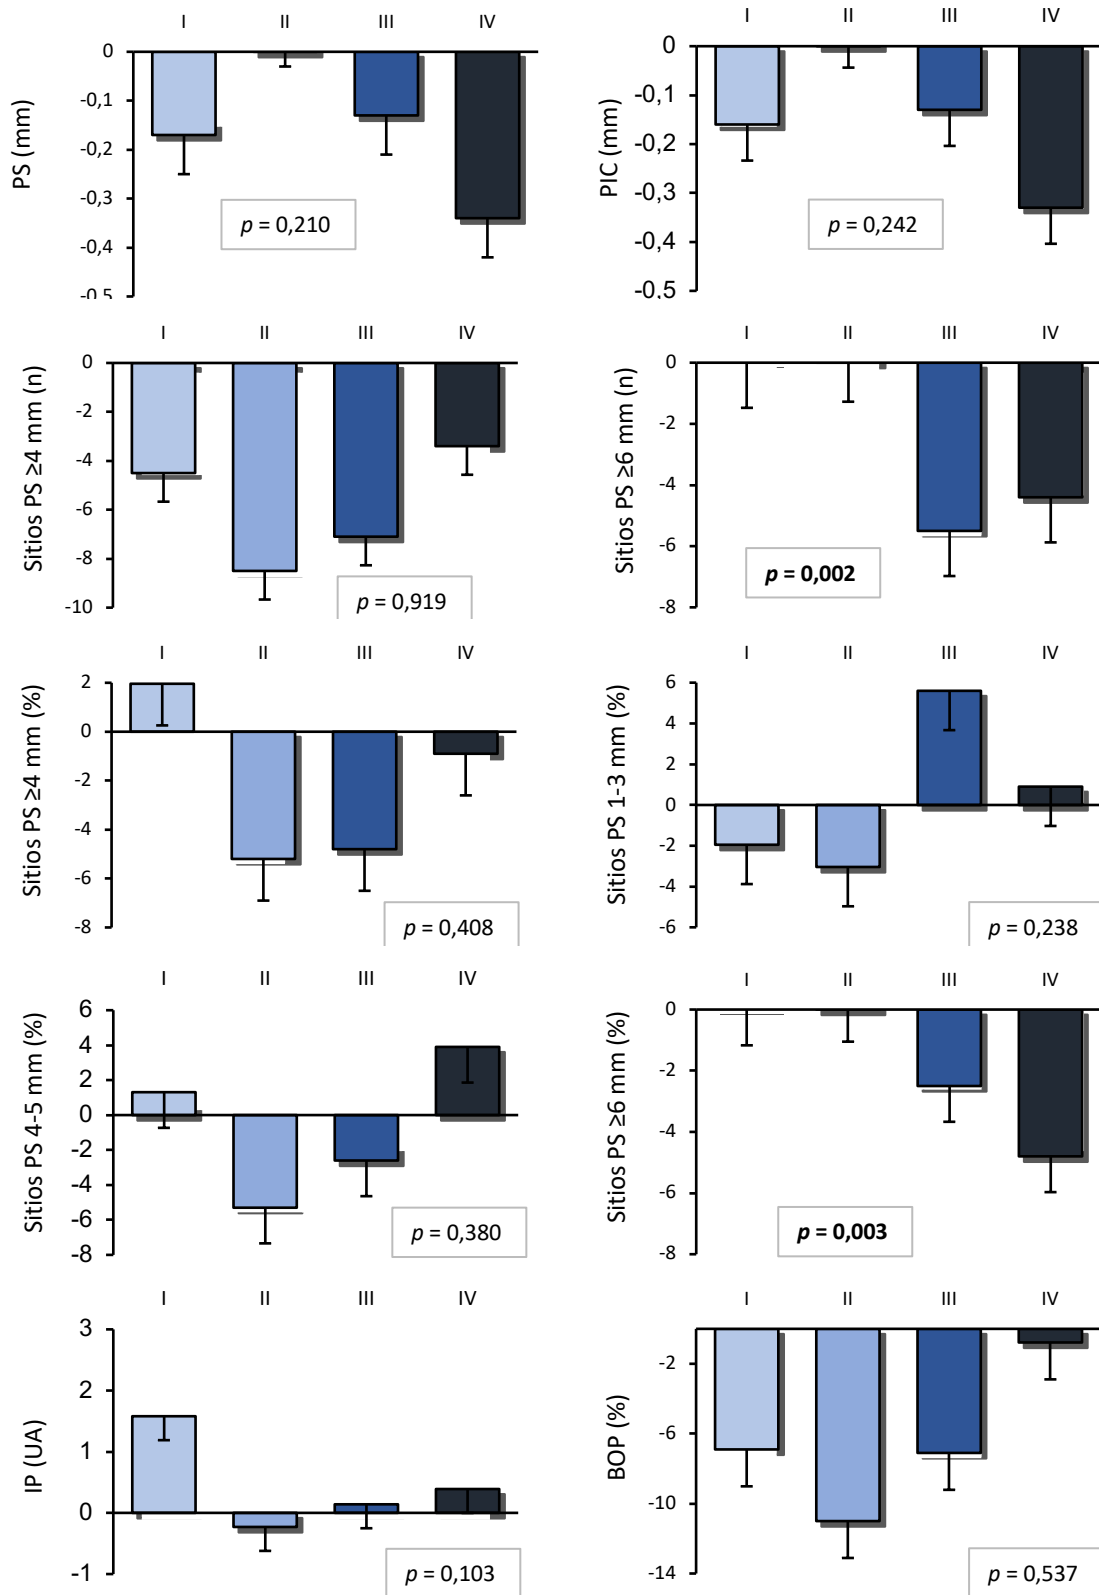 I II III IV
0
-0,1
-0,2
-0,3
-0,4
-0,5
PS (mm)
p = 0,210
I II III IV
0
-0,1
-0,2
-0,3
-0,4
-0,5
PIC (mm)
p = 0,242
I II III IV
0
-2
-4
-6
-8
-10
Sitios PS ≥4 mm (n)
p = 0,919
I II III IV
0
-2
-4
-6
-8
Sitios PS ≥6 mm (n)
p = 0,002
I II III IV
2
0
-2
-4
-6
-8
Sitios PS ≥4 mm (%)
p = 0,408
I II III IV
6
4
2
0
-2
-4
-6
Sitios PS 1-3 mm (%)
p = 0,238
I II III IV
6
4
2
0
-2
-4
-6
-8
Sitios PS 4-5 mm (%)
p = 0,380
I II III IV
0
-2
-4
-6
-8
Sitios PS ≥6 mm (%)
p = 0,003
I II III IV
3
2
1
0
-1
IP (UA)
p = 0,103
I II III IV
-2
-6
-10
-14
BOP (%)
p = 0,537